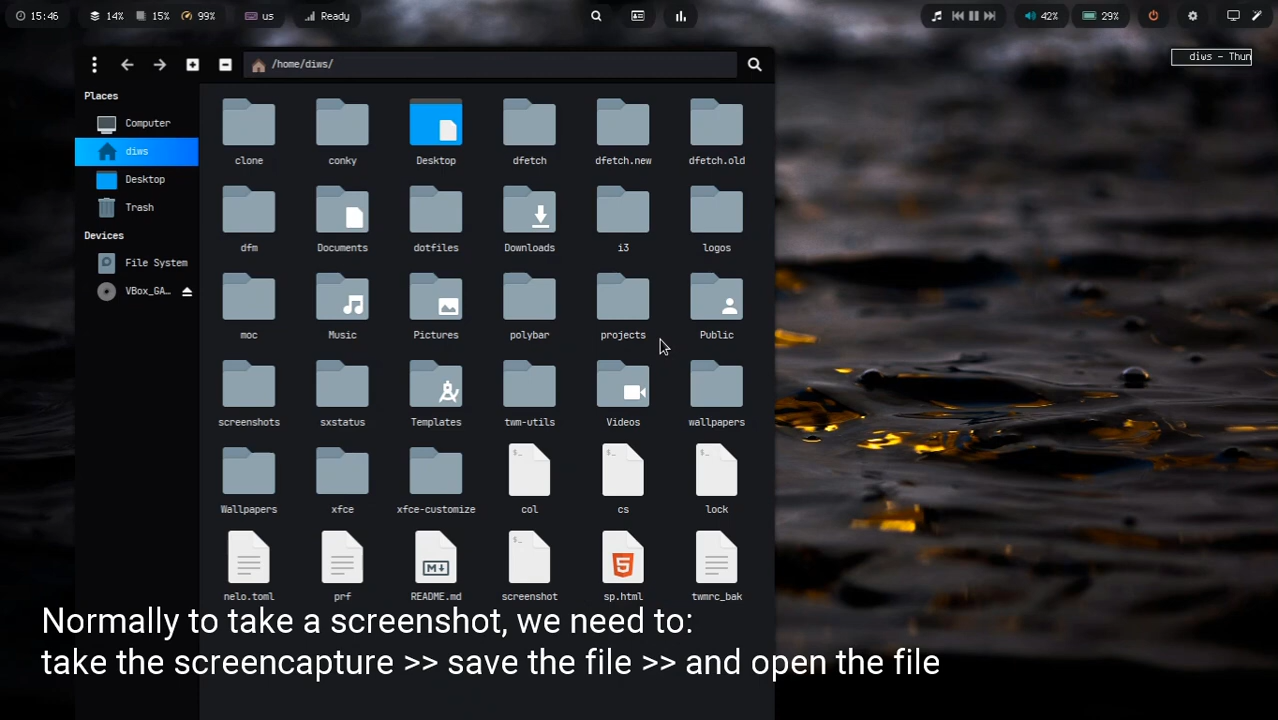 15:46
14%
15%
99%
us
Ready
42%
29%
diws - Thun
/home/diws/
Places
Computer
diws
Desktop
Trash
Devices
File System
VBox_GA…
clone
conky
Desktop
dfetch
dfetch.new
dfetch.old
dfm
Documents
dotfiles
Downloads
i3
logos
moc
Music
Pictures
polybar
projects
Public
screenshots
sxstatus
Templates
twm-utils
Videos
wallpapers
Wallpapers
xfce
xfce-customize
$_
col
$_
cs
$_
lock
nelo.toml
prf
M
README.md
$_
screenshot
5
sp.html
twmrc_bak
Normally to take a screenshot, we need to:
take the screencapture >> save the file >> and open the file